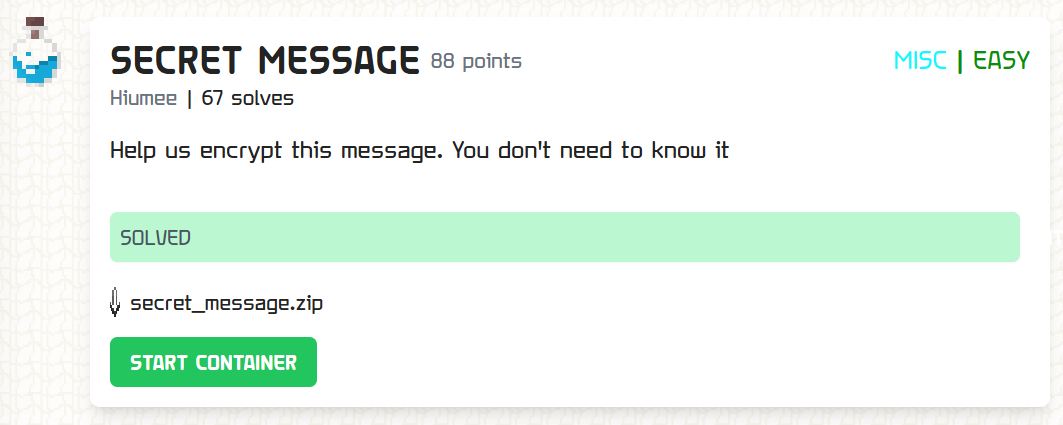 SECRET MESSAGE 88 points MISC | EASY
Hiumee | 67 solves
Help us encrypt this message. You don't need to know it
SOLVED
secret_message.zip
START CONTAINER